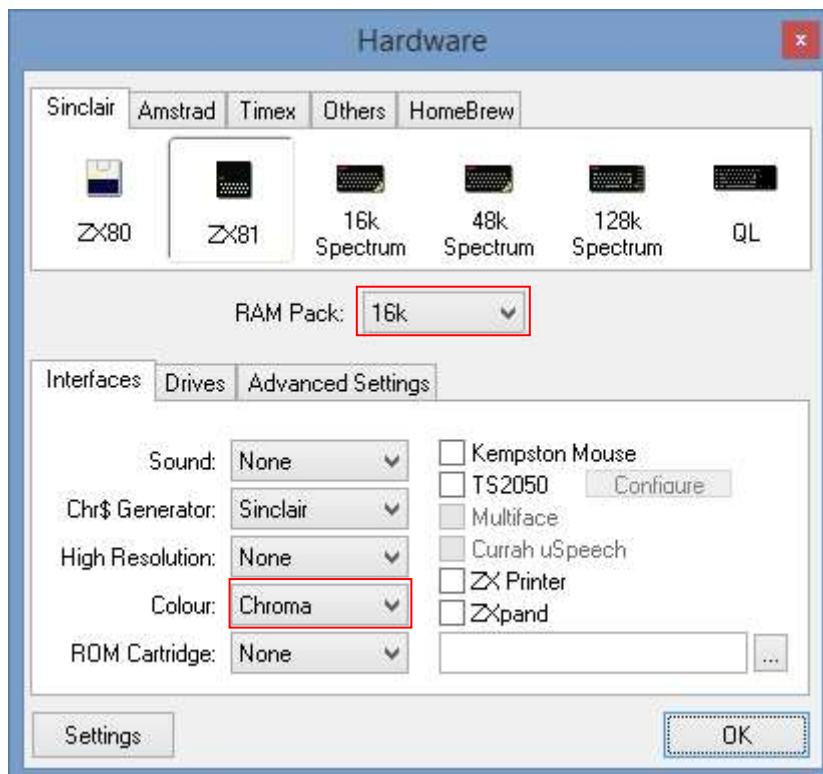 Hardware
x
Sinclair Amstrad Timex Others HomeBrew
ZX80 ZX81 16k Spectrum 48k Spectrum 128k Spectrum QL
RAM Pack: 16k
Interfaces Drives Advanced Settings
Sound: None
Chr$ Generator: Sinclair
High Resolution: None
Colour: Chroma
ROM Cartridge: None
Kempston Mouse
TS2050 Configure
Multiface
Currah uSpeech
ZX Printer
ZXpand
...
Settings OK